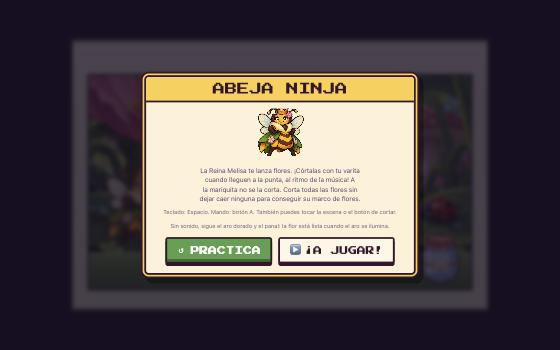 ABEJA NINJA
La Reina Melisa te lanza flores. ¡Córtalas con tu varita
cuando lleguen a la punta, al ritmo de la música! A
la mariquita no se la corta. Corta todas las flores sin
dejar caer ninguna para conseguir su marco de flores.
Teclado: Espacio. Mando: botón A. También puedes tocar la escena o el botón de cortar.
Sin sonido, sigue el aro dorado y el panal: la flor está lista cuando el aro se ilumina.
↺ PRACTICA
▶ ¡A JUGAR!